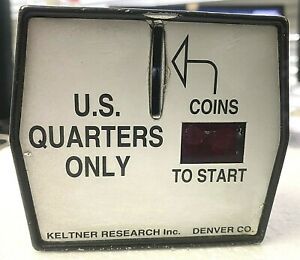 U.S.
QUARTERS
ONLY
COINS
TO START
KELTNER RESEARCH Inc. DENVER CO.